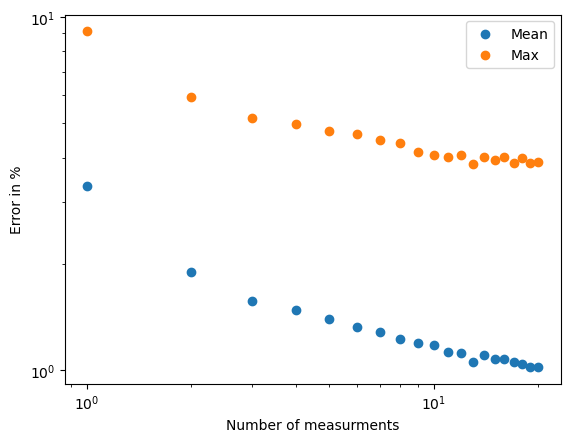 10¹
Mean
Max
Error in %
10⁰
10⁰
10¹
Number of measurments